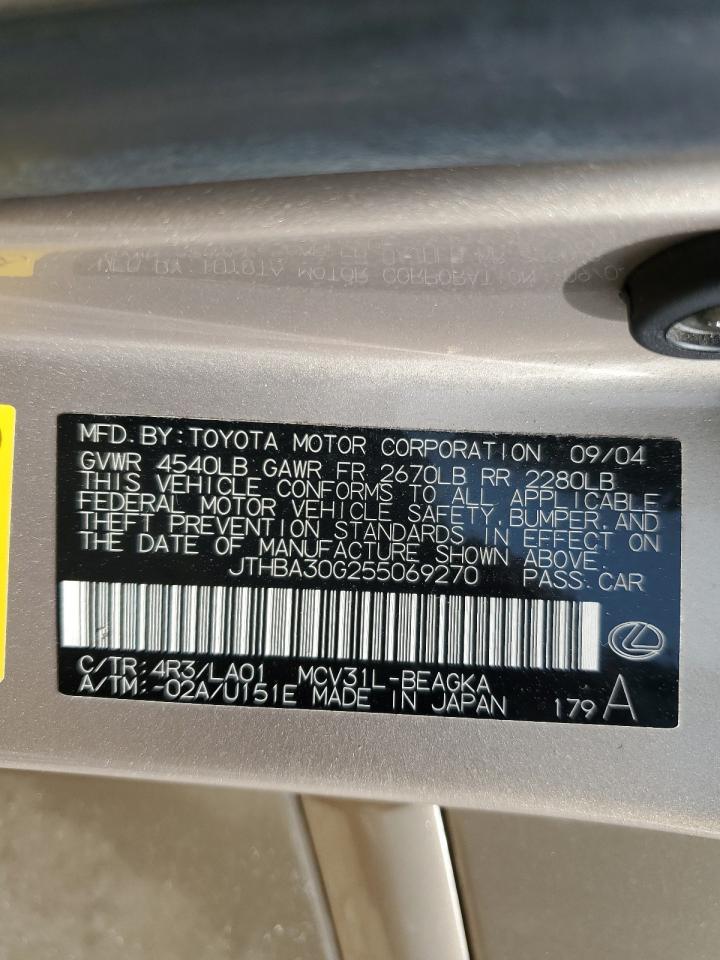 MFD. BY: TOYOTA MOTOR CORPORATION 09/04
GVWR 4540LB GAWR FR 2670LB RR 2280LB
THIS VEHICLE CONFORMS TO ALL APPLICABLE
FEDERAL MOTOR VEHICLE SAFETY, BUMPER, AND
THEFT PREVENTION STANDARDS IN EFFECT ON
THE DATE OF MANUFACTURE SHOWN ABOVE.
JTHBA30G255069270 PASS. CAR
C/TR: 4R3/LA01 MCV31L-BEAGKA
A/TM: -02A/U151E MADE IN JAPAN 179 A